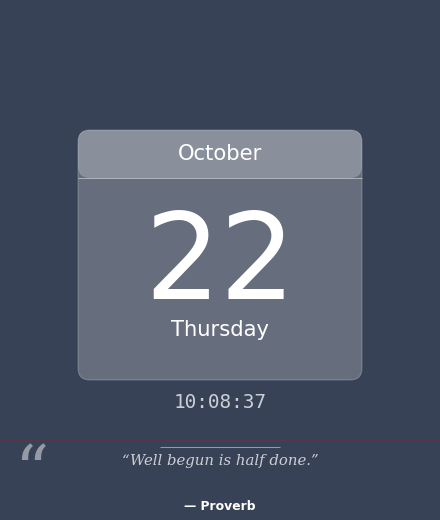 October
22
Thursday
10:08:37
“
“Well begun is half done.”
— Proverb